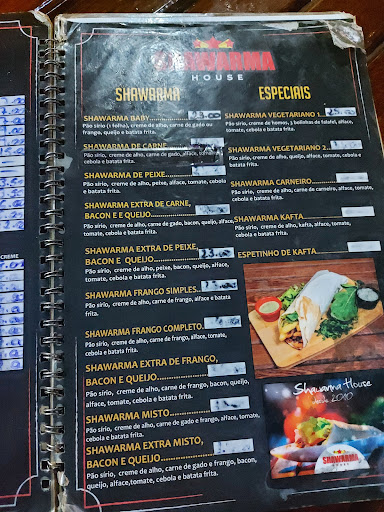 SHAWARMA
HOUSE
SHAWARMA
SHAWARMA BABY
Pão sírio (1 folha), creme de alho, carne de gado ou
frango, queijo e batata frita.
SHAWARMA DE CARNE
Pão sírio, creme de alho, carne de gado, alface, tomate,
cebola e batata frita.
SHAWARMA DE PEIXE
Pão sírio, creme de alho, peixe, alface, tomate, cebola
e batata frita.
SHAWARMA EXTRA DE CARNE,
BACON E E QUEIJO
Pão sírio, creme de alho, carne de gado, bacon, queijo, alface,
tomate, cebola e batata frita.
SHAWARMA EXTRA DE PEIXE,
BACON E QUEIJO
Pão sírio, creme de alho, peixe, bacon, queijo, alface,
tomate, cebola e batata frita.
SHAWARMA FRANGO SIMPLES
Pão sírio, creme de alho, carne de frango, alface e batata
frita.
SHAWARMA FRANGO COMPLETO
Pão sírio, creme de alho, carne de frango, alface, tomate,
cebola e batata frita.
SHAWARMA EXTRA DE FRANGO,
BACON E QUEIJO
Pão sírio, creme de alho, carne de frango, bacon, queijo,
alface, tomate, cebola e batata frita.
SHAWARMA MISTO
Pão sírio, creme de alho, carne de gado e frango, alface, tomate,
cebola e batata frita.
SHAWARMA EXTRA MISTO,
BACON E QUEIJO
Pão sírio, creme de alho, carne de gado e frango, bacon,
queijo, alface,tomate, cebola e batata frita.
ESPECIAIS
SHAWARMA VEGETARIANO 1
Pão sírio, creme de homos, 3 bolinhos de falafel, alface,
tomate, cebola e batata frita.
SHAWARMA VEGETARIANO 2
Pão sírio, creme de alho, queijo, alface, tomate, cebola
e batata frita.
SHAWARMA CARNEIRO
Pão sírio, creme de alho, carne de carneiro, alface, tomate,
cebola e batata frita.
SHAWARMA KAFTA
Pão sírio, creme de alho, kafta, alface, tomate,
cebola e batata frita.
ESPETINHO DE KAFTA
Shawarma House
desde 2010
SHAWARMA
HOUSE
CREME